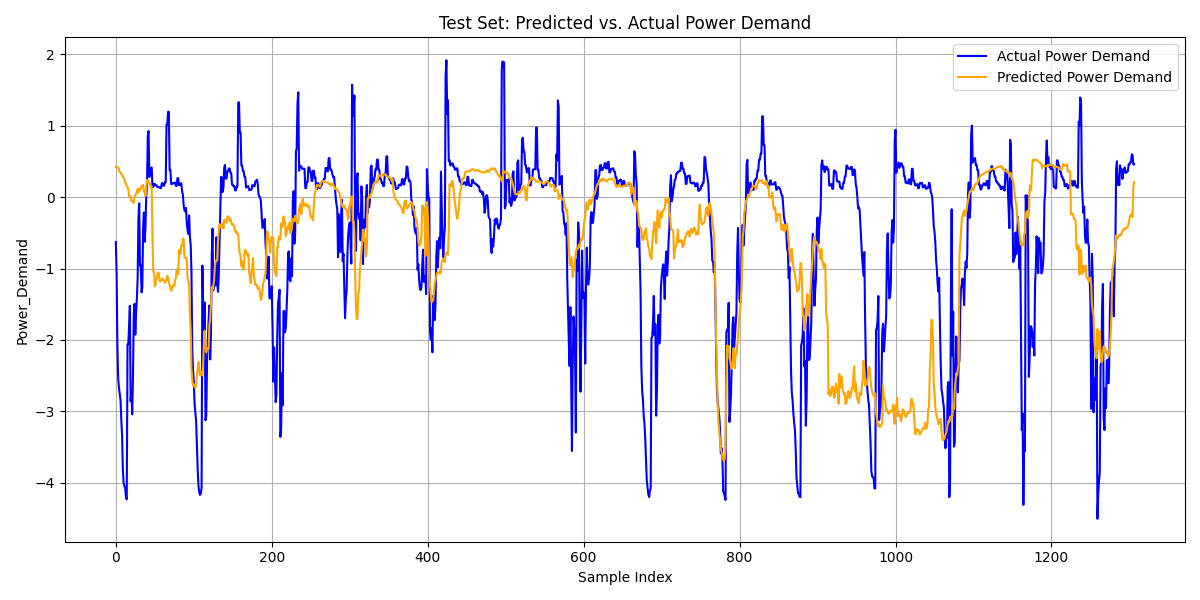 Test Set: Predicted vs. Actual Power Demand
Actual Power Demand
Predicted Power Demand
Power_Demand
2
1
0
−1
−2
−3
−4
0 200 400 600 800 1000 1200
Sample Index